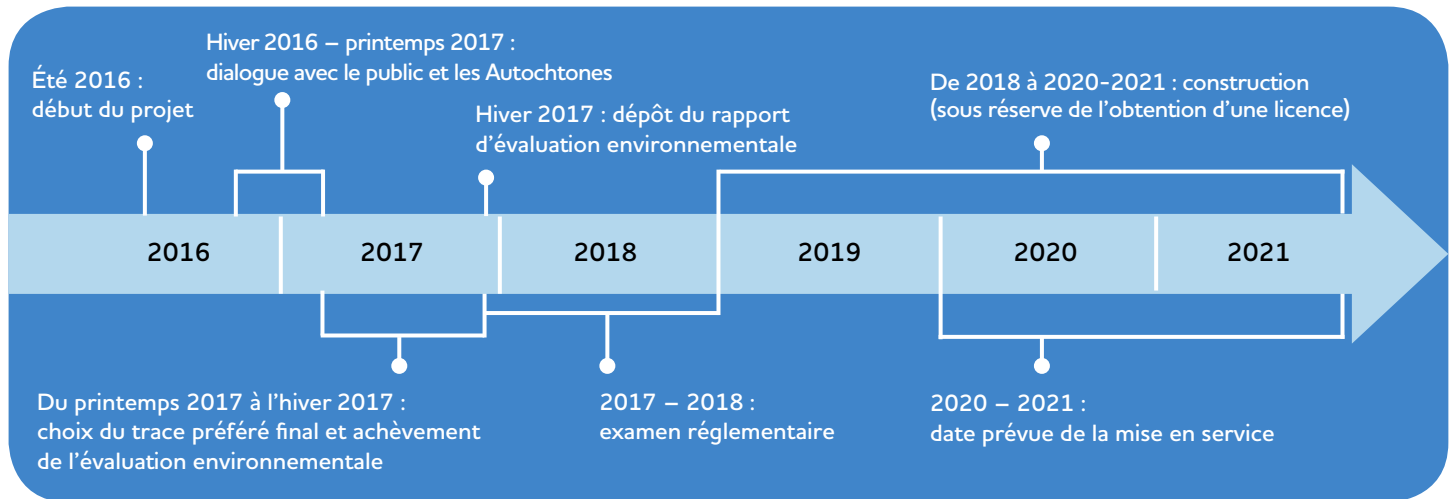 Été 2016 :
début du projet
Hiver 2016 – printemps 2017 :
dialogue avec le public et les Autochtones
Hiver 2017 : dépôt du rapport
d'évaluation environnementale
De 2018 à 2020-2021 : construction
(sous réserve de l'obtention d'une licence)
2016
2017
2018
2019
2020
2021
Du printemps 2017 à l'hiver 2017 :
choix du trace préféré final et achèvement
de l'évaluation environnementale
2017 – 2018 :
examen réglementaire
2020 – 2021 :
date prévue de la mise en service